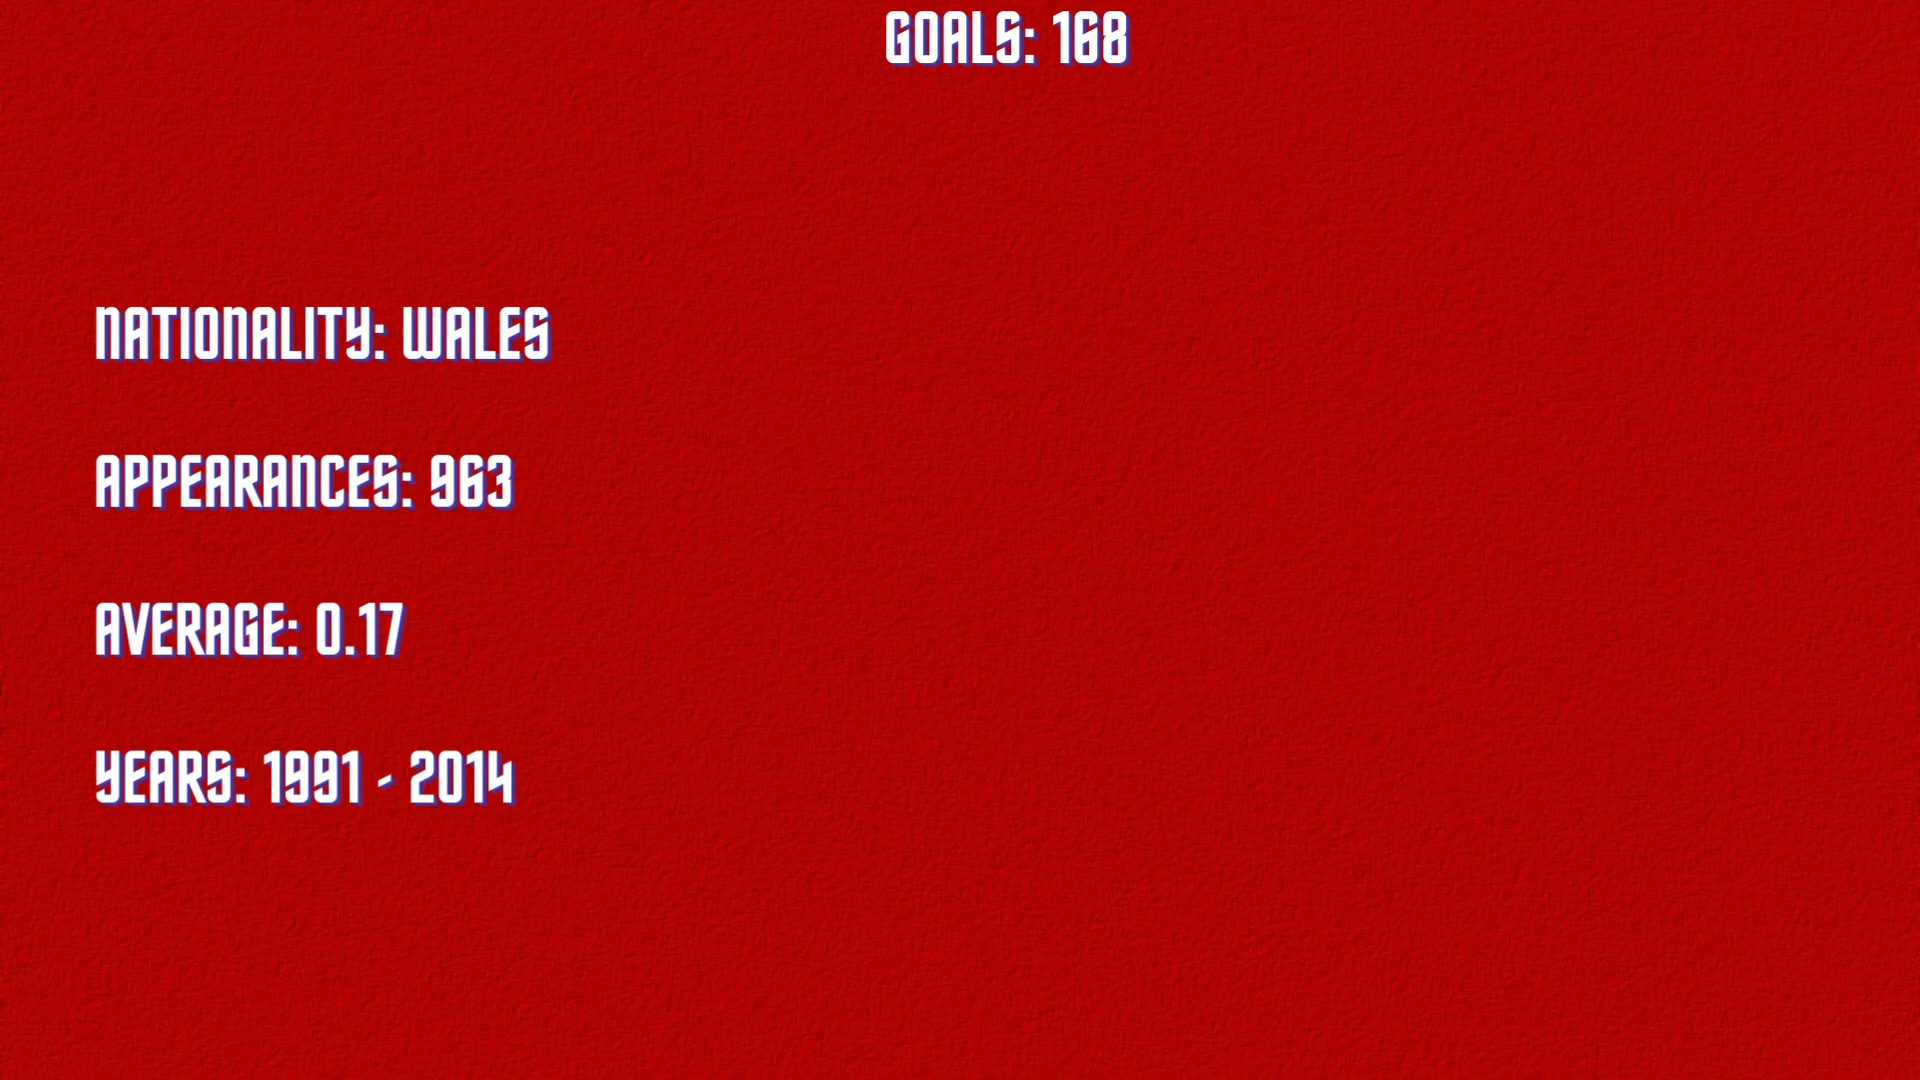 GOALS: 168
NATIONALITY: WALES
APPEARANCES: 963
AVERAGE: 0.17
YEARS: 1991 - 2014